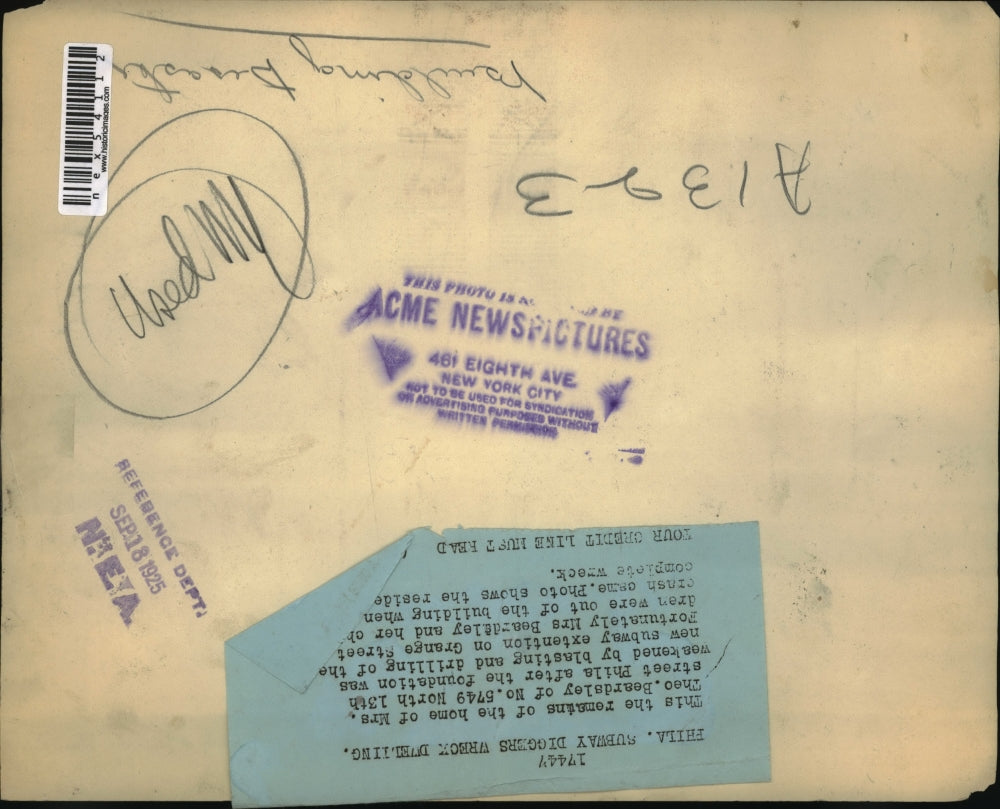 Building
A1323
Used
www.historicimages.com
nex54112
THIS PHOTO IS BE
ACME NEWSPICTURES
461 EIGHTH AVE.
NEW YORK CITY
NOT TO BE USED FOR SYNDICATION
OR ADVERTISING PURPOSES WITHOUT
WRITTEN PERMISSION
REFERENCE DEPT.
SEP 18 1925
N.E.A.
17447
PHILA. SUBWAY DIGGERS WRECK DWELLING.
This the remains of the home of Mrs.
Theo.Beardsley of No.5749 North 13th
street Phila after the foundation was
weakened by blasting and drilling of the
new subway extention on Grange Street
Fortunately Mrs Beardsley and her ch
dren were out of the building when
crash came.Photo shows the reside
complete wreck.
YOUR CREDIT LINE MUST READ